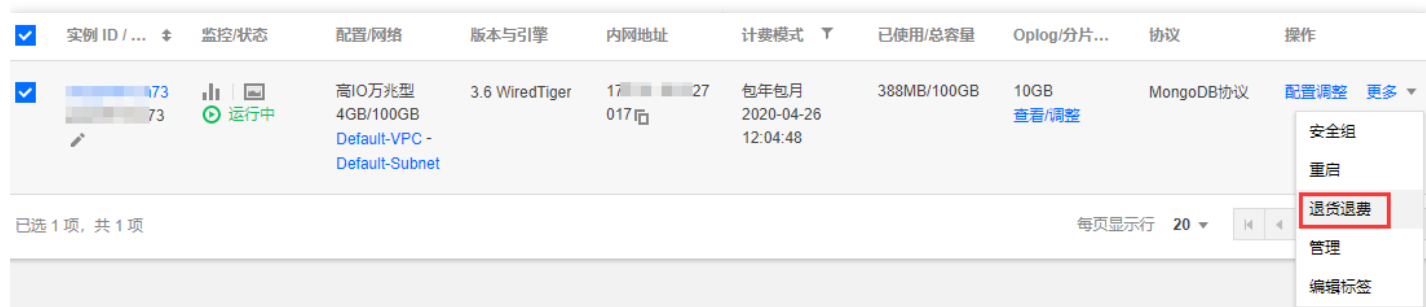 实例 ID / ... 监控/状态 配置/网络 版本与引擎 内网地址 计费模式 已使用/总容量 Oplog/分片... 协议 操作
73 高IO万兆型 3.6 WiredTiger 17 27 包年包月 388MB/100GB 10GB MongoDB协议 配置调整 更多
73 运行中 4GB/100GB 017 2020-04-26 查看/调整
Default-VPC - 12:04:48
Default-Subnet
安全组
重启
退货退费
管理
编辑标签
已选 1 项，共 1 项 每页显示行 20